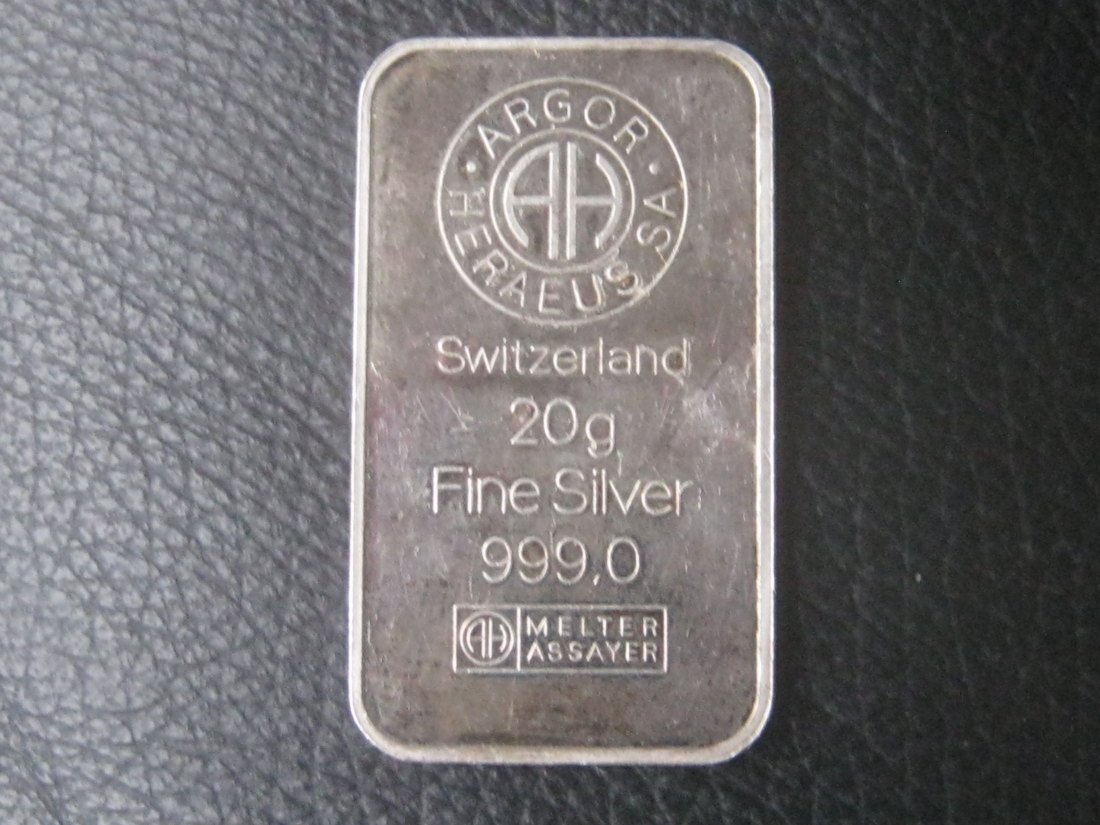 · ARGOR ·
HERAEUS SA
AH
Switzerland
20g
Fine Silver
999,0
AH MELTER
ASSAYER